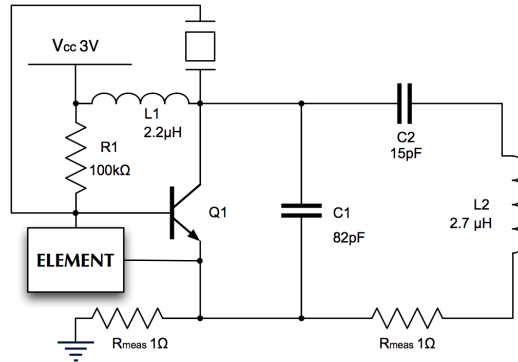 Vcc 3V
L1
2.2µH
R1
100kΩ
C2
15pF
Q1
C1
82pF
L2
2.7 µH
ELEMENT
Rmeas 1Ω
Rmeas 1Ω